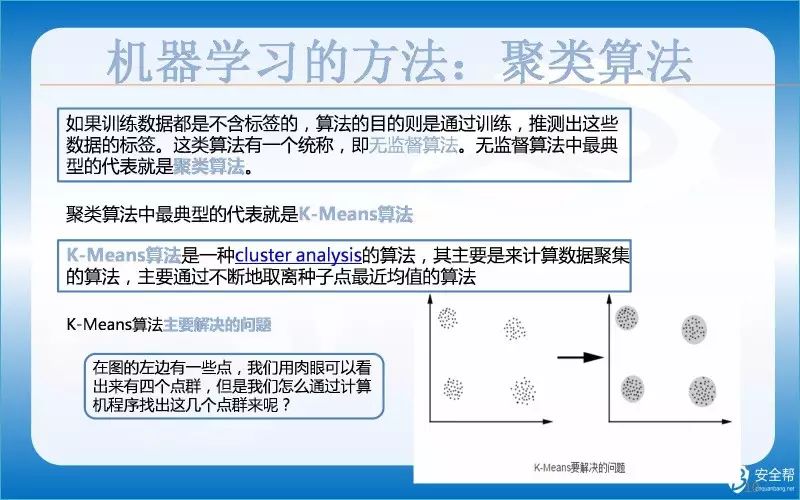 机器学习的方法：聚类算法
如果训练数据都是不含标签的，算法的目的则是通过训练，推测出这些
数据的标签。这类算法有一个统称，即无监督算法。无监督算法中最典
型的代表就是聚类算法。
聚类算法中最典型的代表就是K-Means算法
K-Means算法是一种cluster analysis的算法，其主要是来计算数据聚集
的算法，主要通过不断地取离种子点最近均值的算法
K-Means算法主要解决的问题
在图的左边有一些点，我们用肉眼可以看
出来有四个点群，但是我们怎么通过计算
机程序找出这几个点群来呢？
K-Means要解决的问题
安全帮